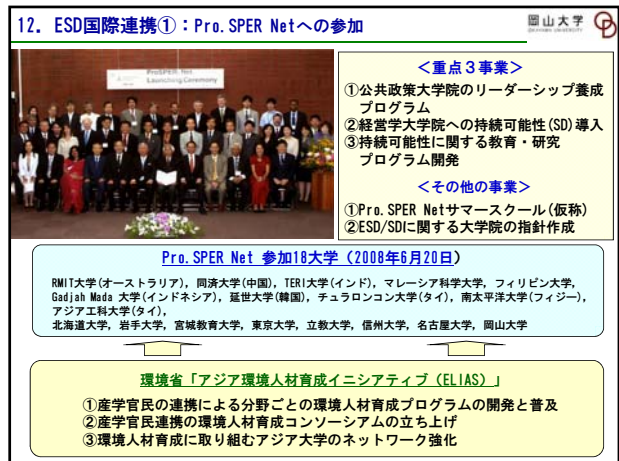 12. ESD国際連携①：Pro.SPER Netへの参加
岡山大学
OKAYAMA UNIVERSITY
ProSPER.Net
Launching Ceremony
＜重点３事業＞
①公共政策大学院のリーダーシップ養成
プログラム
②経営学大学院への持続可能性(SD)導入
③持続可能性に関する教育・研究
プログラム開発
＜その他の事業＞
①Pro.SPER Netサマースクール(仮称)
②ESD/SDに関する大学院の指針作成
Pro.SPER Net 参加18大学（2008年6月20日）
RMIT大学(オーストラリア), 同済大学(中国), TERI大学(インド), マレーシア科学大学, フィリピン大学,
Gadjah Mada 大学(インドネシア), 延世大学(韓国), チュラロンコン大学(タイ), 南太平洋大学(フィジー),
アジア工科大学(タイ),
北海道大学, 岩手大学, 宮城教育大学, 東京大学, 立教大学, 信州大学, 名古屋大学, 岡山大学
環境省「アジア環境人材育成イニシアティブ（ELIAS）」
①産学官民の連携による分野ごとの環境人材育成プログラムの開発と普及
②産学官民連携の環境人材育成コンソーシアムの立ち上げ
③環境人材育成に取り組むアジア大学のネットワーク強化